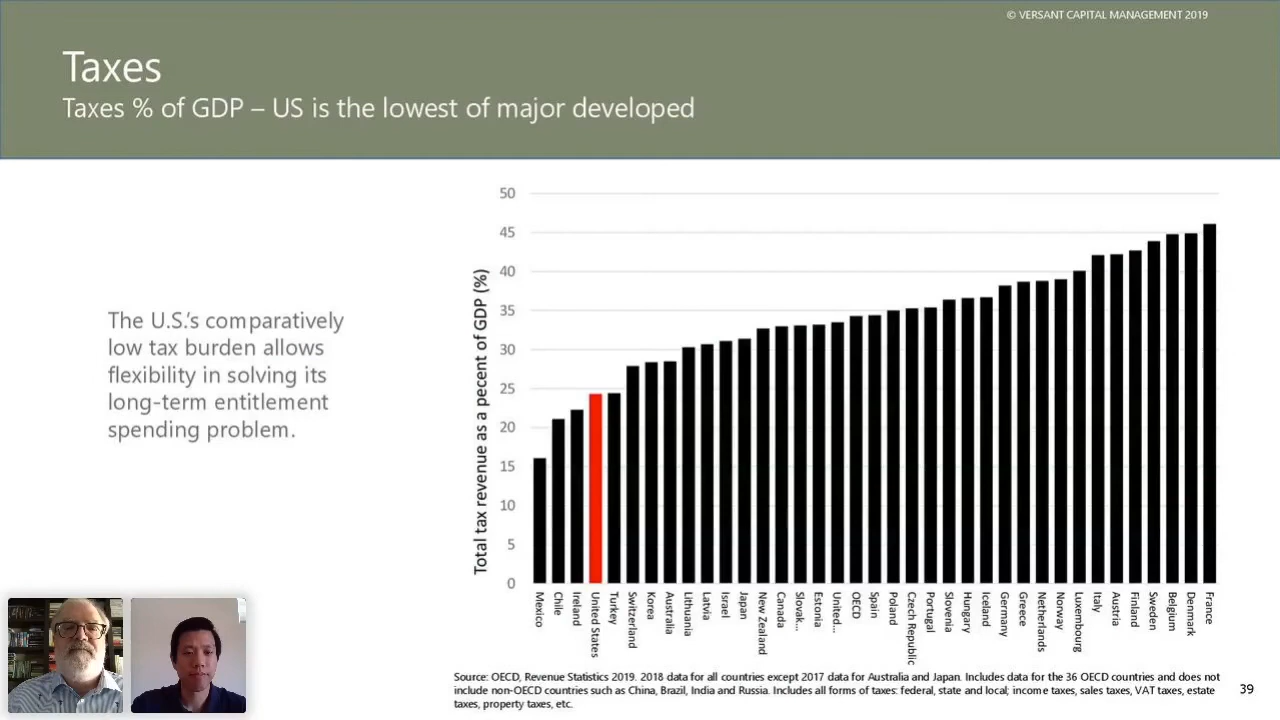 © VERSANT CAPITAL MANAGEMENT 2019
Taxes
Taxes % of GDP – US is the lowest of major developed
The U.S.'s comparatively
low tax burden allows
flexibility in solving its
long-term entitlement
spending problem.
Total tax revenue as a pecent of GDP (%)
50
45
40
35
30
25
20
15
10
5
0
Mexico
Chile
Ireland
United States
Turkey
Switzerland
Korea
Australia
Lithuania
Latvia
Israel
Japan
New Zealand
Canada
Slovak...
Estonia
United...
OECD
Spain
Poland
Czech Republic
Portugal
Slovenia
Hungary
Iceland
Germany
Greece
Netherlands
Norway
Luxembourg
Italy
Austria
Finland
Sweden
Belgium
Denmark
France
Source: OECD, Revenue Statistics 2019. 2018 data for all countries except 2017 data for Australia and Japan. Includes data for the 36 OECD countries and does not
include non-OECD countries such as China, Brazil, India and Russia. Includes all forms of taxes: federal, state and local; income taxes, sales taxes, VAT taxes, estate
taxes, property taxes, etc.
39